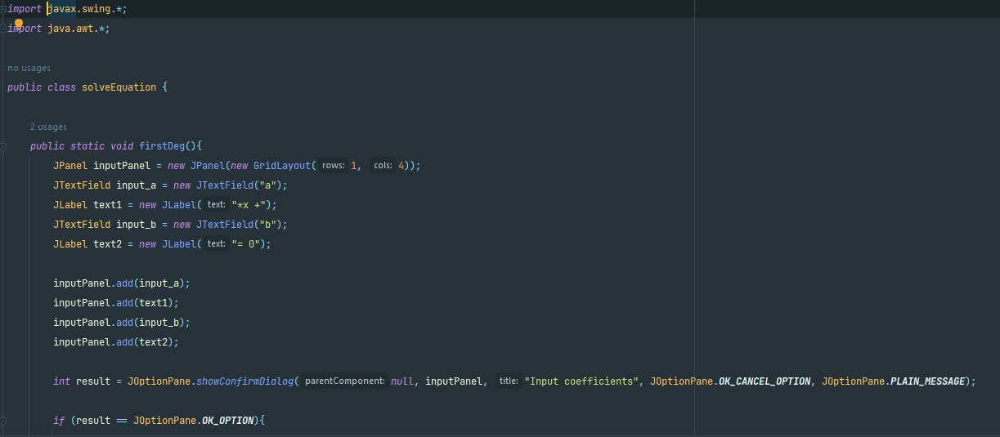 import javax.swing.*;
import java.awt.*;
no usages
public class solveEquation {
2 usages
public static void firstDeg(){
JPanel inputPanel = new JPanel(new GridLayout( rows: 1, cols: 4));
JTextField input_a = new JTextField("a");
JLabel text1 = new JLabel( text: "*x +");
JTextField input_b = new JTextField("b");
JLabel text2 = new JLabel( text: "= 0");
inputPanel.add(input_a);
inputPanel.add(text1);
inputPanel.add(input_b);
inputPanel.add(text2);
int result = JOptionPane.showConfirmDialog( parentComponent: null, inputPanel, title: "Input coefficients", JOptionPane.OK_CANCEL_OPTION, JOptionPane.PLAIN_MESSAGE);
if (result == JOptionPane.OK_OPTION){